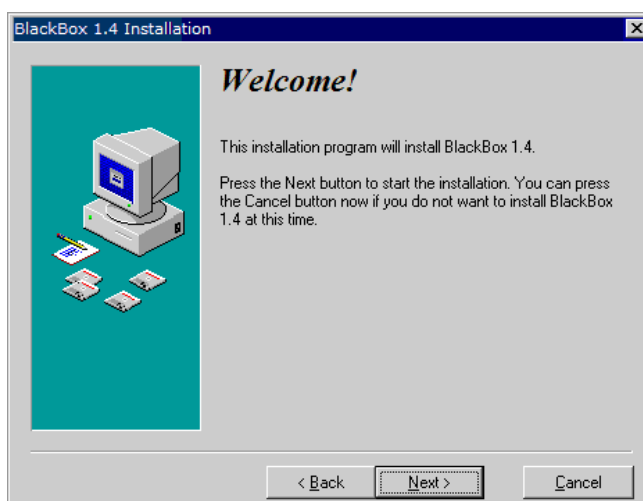 BlackBox 1.4 Installation
Welcome!
This installation program will install BlackBox 1.4.
Press the Next button to start the installation. You can press
the Cancel button now if you do not want to install BlackBox
1.4 at this time.
< Back Next > Cancel